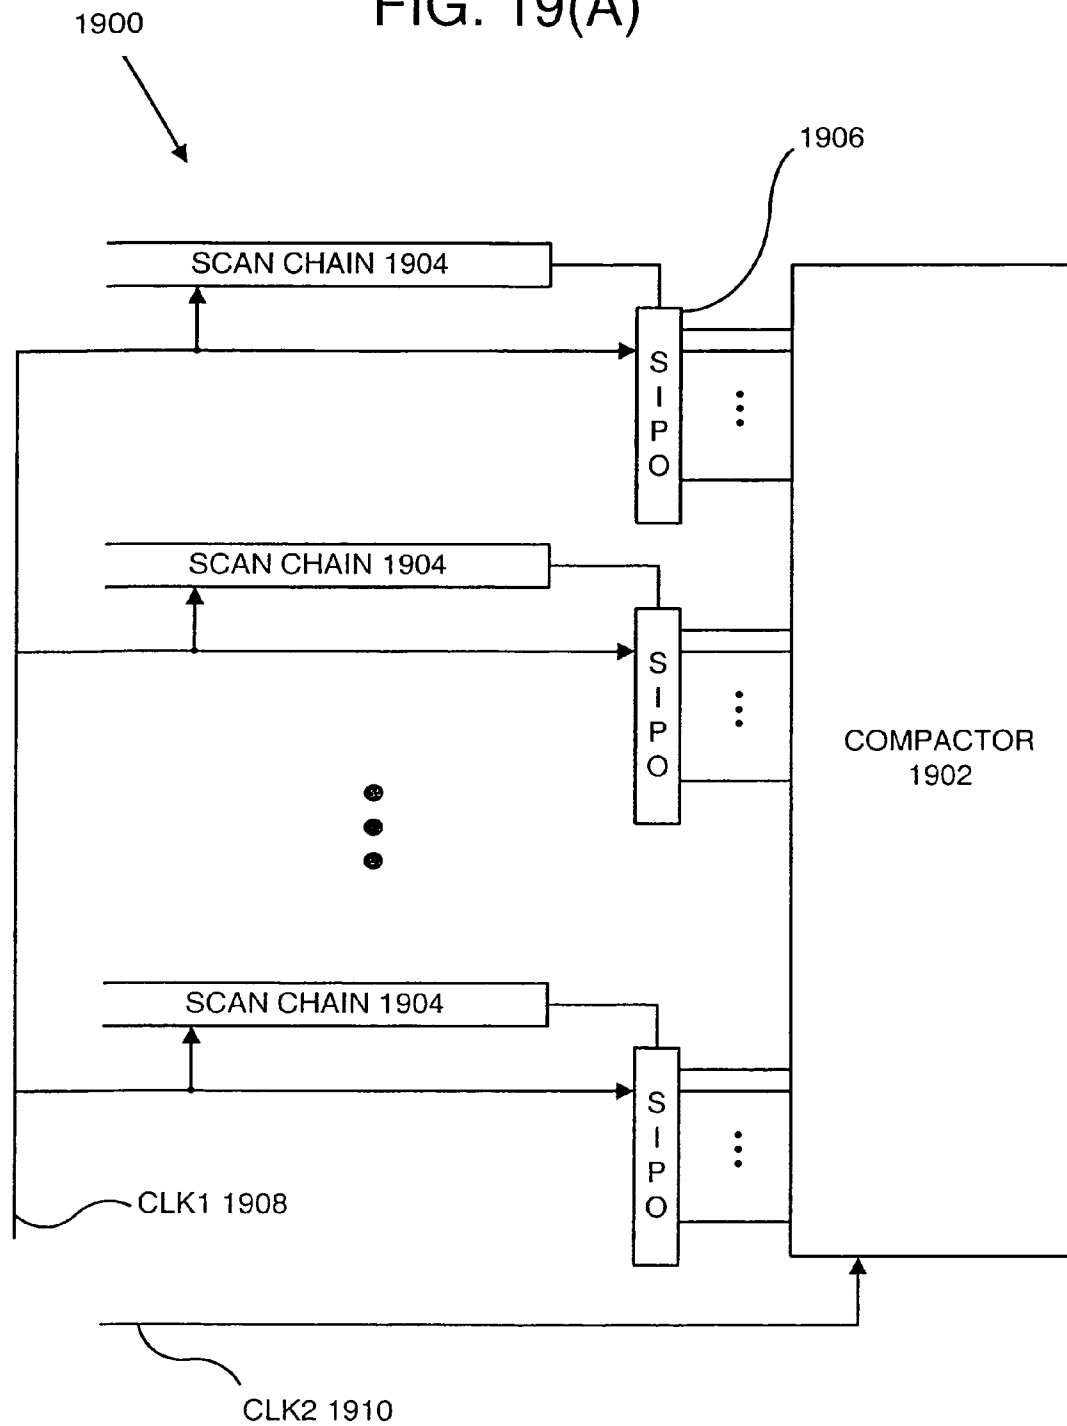 FIG. 19(A)
1900
1906
SCAN CHAIN 1904
S
I
P
O
SCAN CHAIN 1904
S
I
P
O
COMPACTOR
1902
SCAN CHAIN 1904
S
I
P
O
CLK1 1908
CLK2 1910